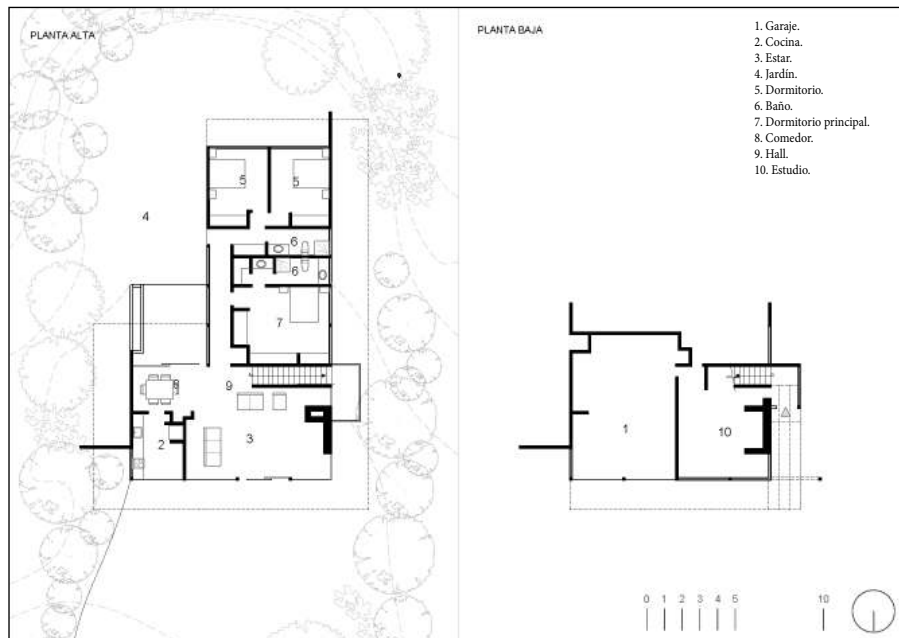 PLANTA ALTA
4
5
5
6
6
7
8
9
2
3
PLANTA BAJA
1. Garaje.
2. Cocina.
3. Estar.
4. Jardín.
5. Dormitorio.
6. Baño.
7. Dormitorio principal.
8. Comedor.
9. Hall.
10. Estudio.
1
10
0 1 2 3 4 5 10